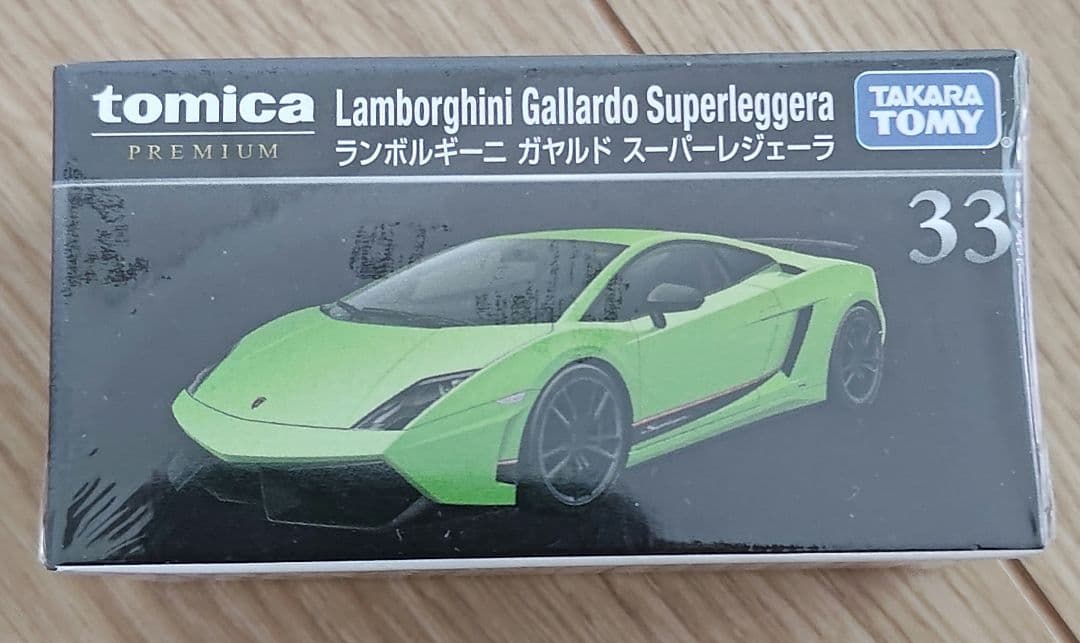 tomica
PREMIUM
Lamborghini Gallardo Superleggera
ランボルギーニ ガヤルド スーパーレジェーラ
TAKARA
TOMY
33